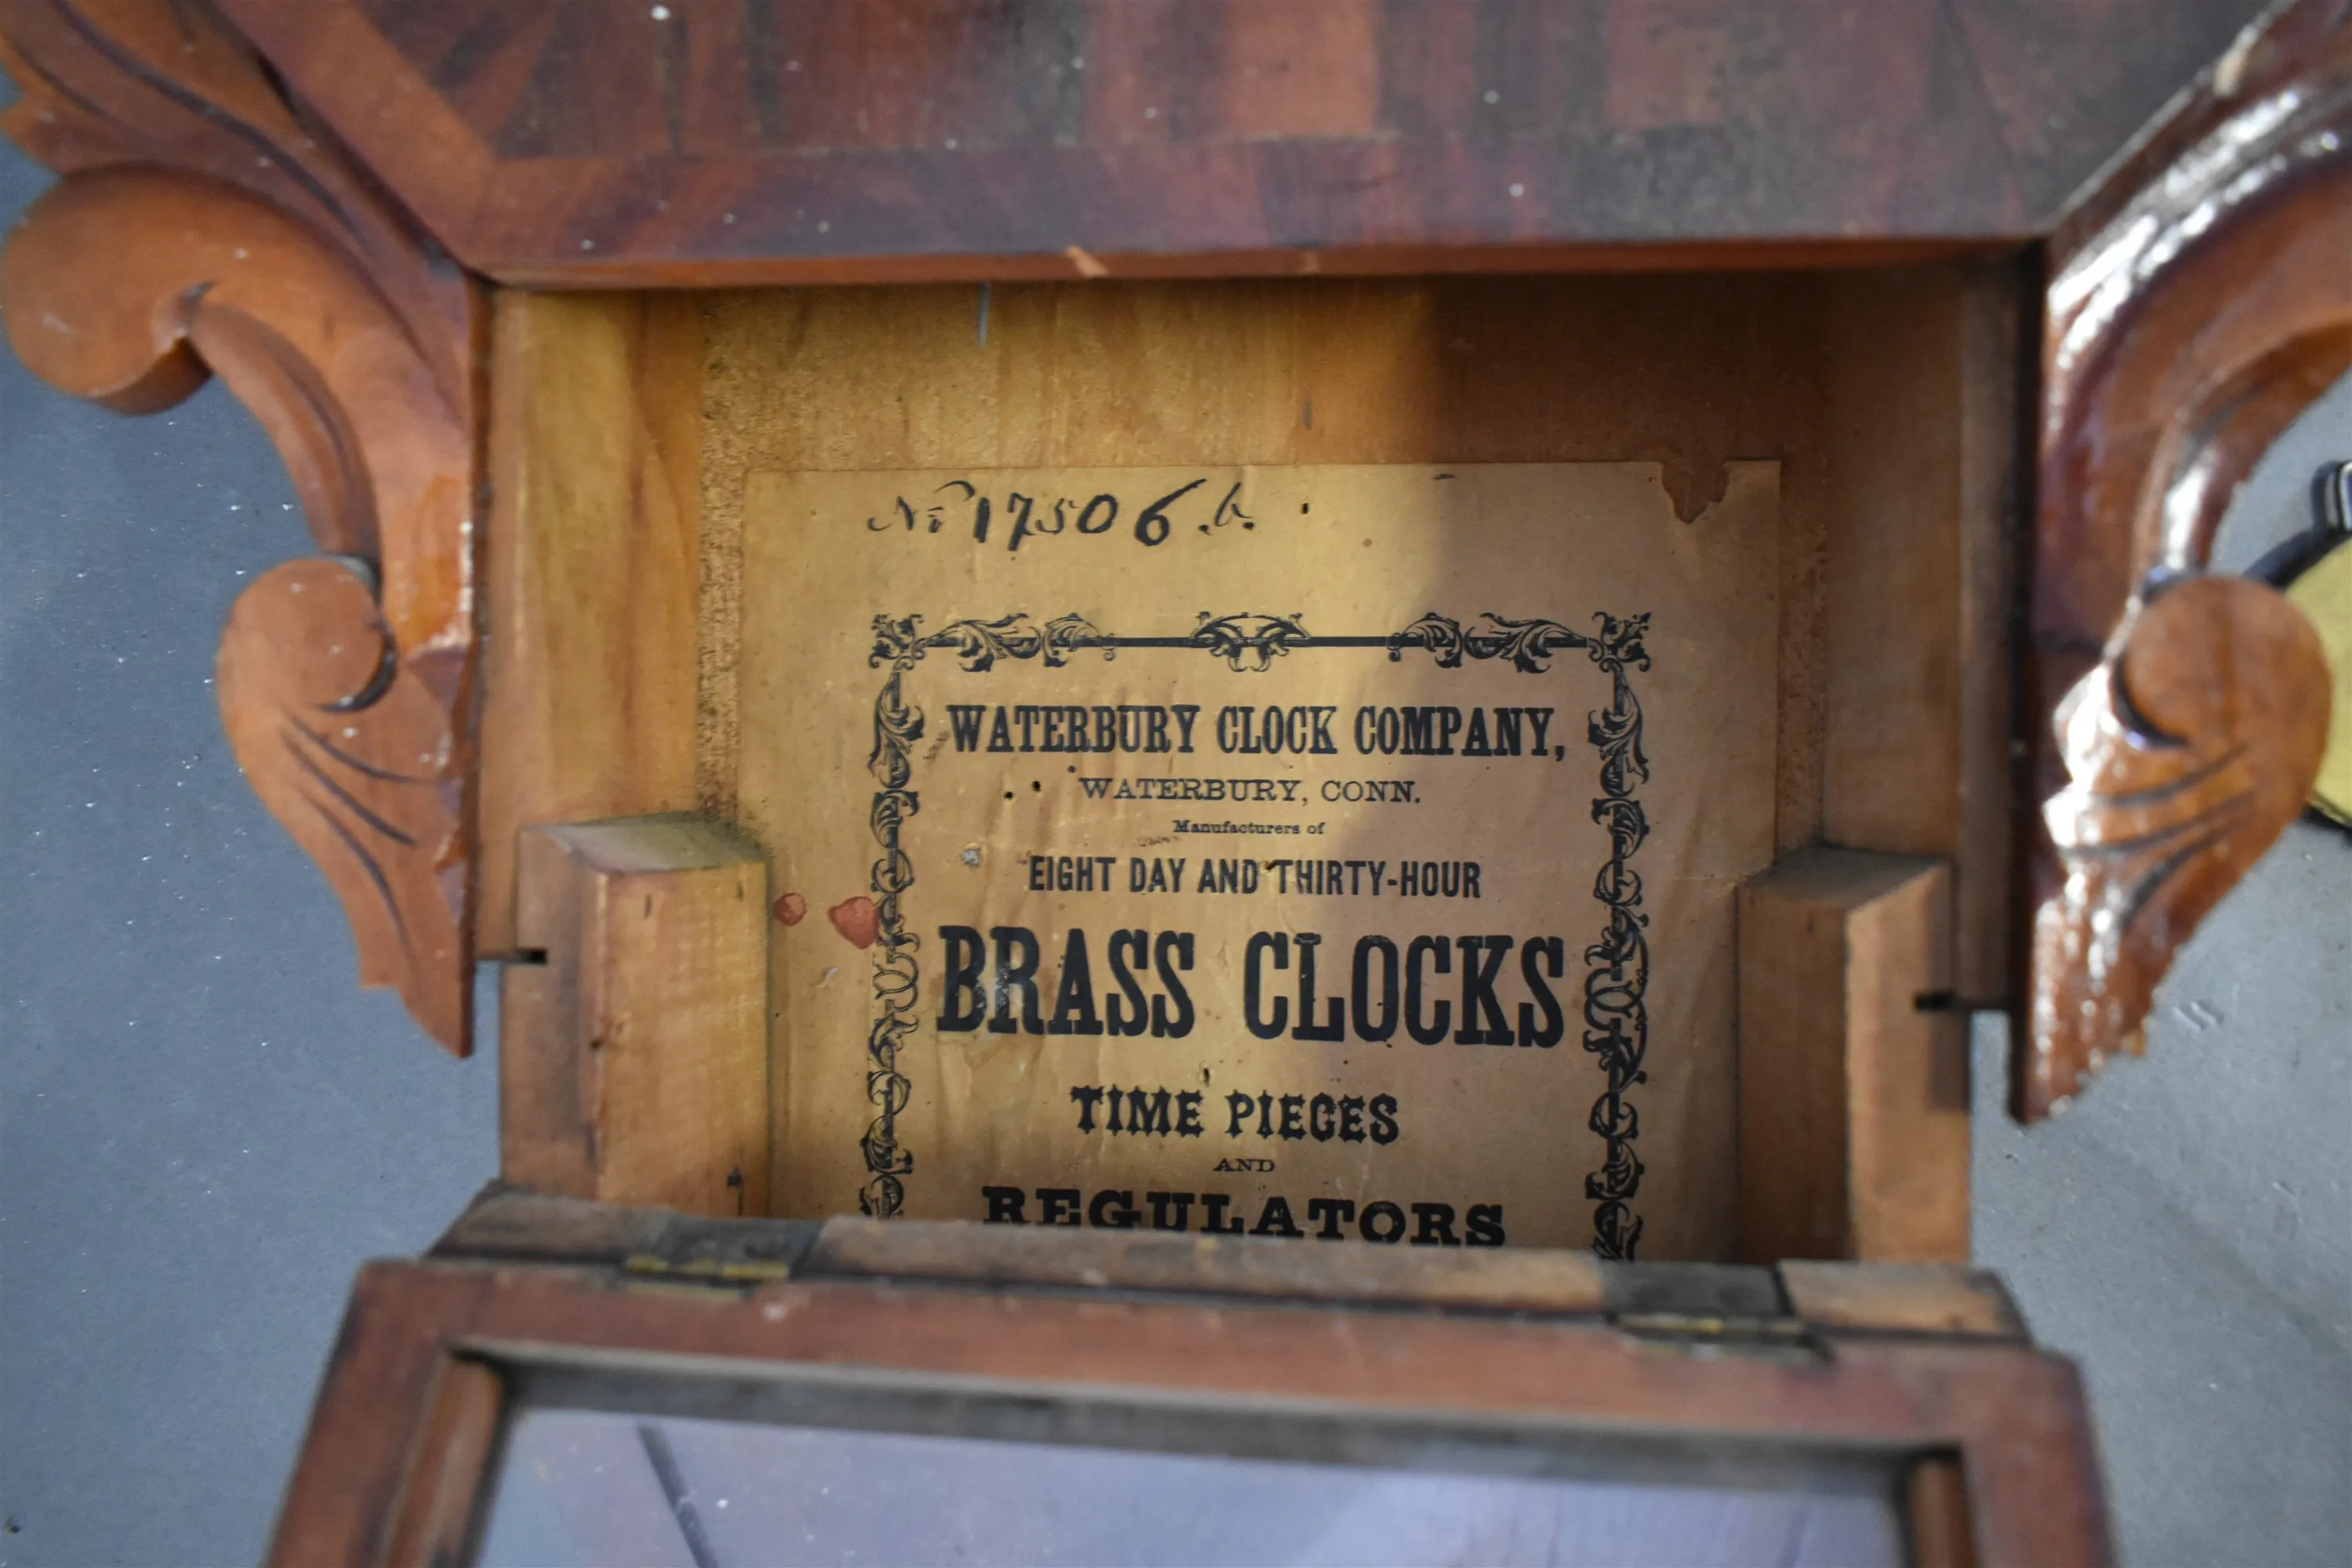 No 17506.b.
WATERBURY CLOCK COMPANY,
WATERBURY, CONN.
Manufacturers of
EIGHT DAY AND THIRTY-HOUR
BRASS CLOCKS
TIME PIECES
AND
REGULATORS